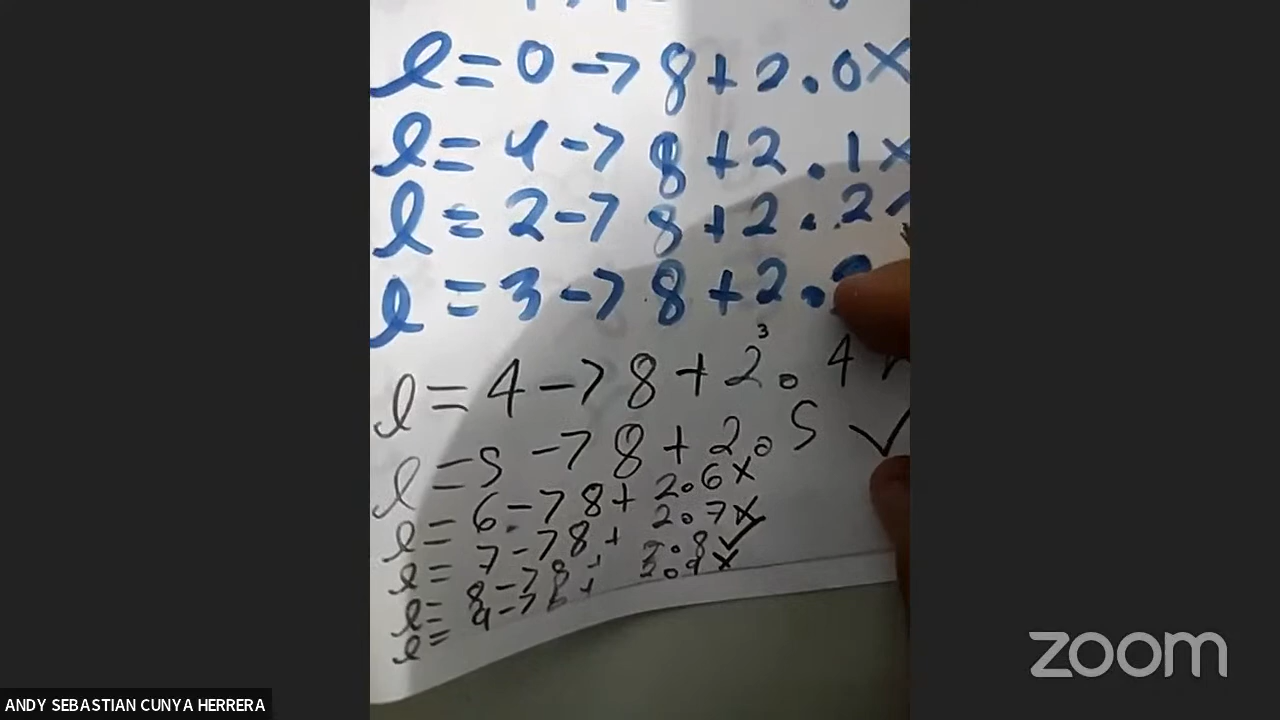 l = 0 -> 8 + 2 . 0 x
l = 1 -> 8 + 2 . 1 x
l = 2 -> 8 + 2 . 2
l = 3 -> 8 + 2 .
3
l = 4 -> 8 + 2 . 4
l = 5 -> 8 + 2 . 5 ✓
l = 6 -> 8 + 2 . 6 x
l = 7 -> 8 + 2 . 7 x
l = 8 -> 8 + 2 . 8 ✓
l = 9 -> 8 + 2 . 9 x
zoom
ANDY SEBASTIAN CUNYA HERRERA